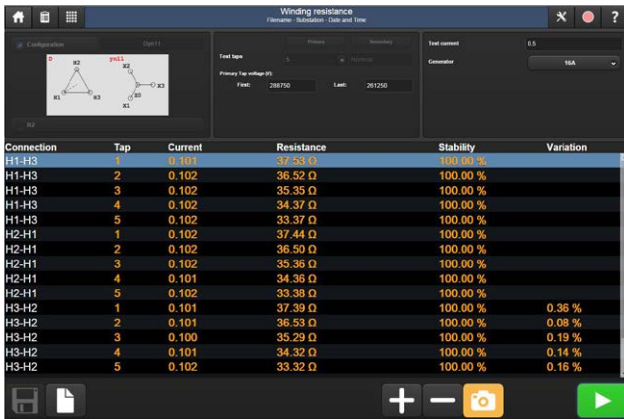 Winding resistance
Filename - Substation - Date and Time
?
Configuration
Dyn11
D
H2
H1
H3
yn11
X2
X3
X0
X1
H2
Primary
Secondary
Test taps
5
Primary Tap voltage (V):
First:
288750
Last:
261250
Test current
0.5
Generator
16A
Connection Tap Current Resistance Stability Variation
H1-H3 1 0.101 37.53 Ω 100.00 %
H1-H3 2 0.102 36.52 Ω 100.00 %
H1-H3 3 0.102 35.35 Ω 100.00 %
H1-H3 4 0.102 34.37 Ω 100.00 %
H1-H3 5 0.102 33.37 Ω 100.00 %
H2-H1 1 0.101 37.44 Ω 100.00 %
H2-H1 2 0.102 36.50 Ω 100.00 %
H2-H1 3 0.102 35.36 Ω 100.00 %
H2-H1 4 0.101 34.36 Ω 100.00 %
H2-H1 5 0.102 33.38 Ω 100.00 %
H3-H2 1 0.101 37.39 Ω 100.00 % 0.36 %
H3-H2 2 0.101 36.53 Ω 100.00 % 0.08 %
H3-H2 3 0.100 35.29 Ω 100.00 % 0.19 %
H3-H2 4 0.101 34.32 Ω 100.00 % 0.14 %
H3-H2 5 0.102 33.32 Ω 100.00 % 0.16 %